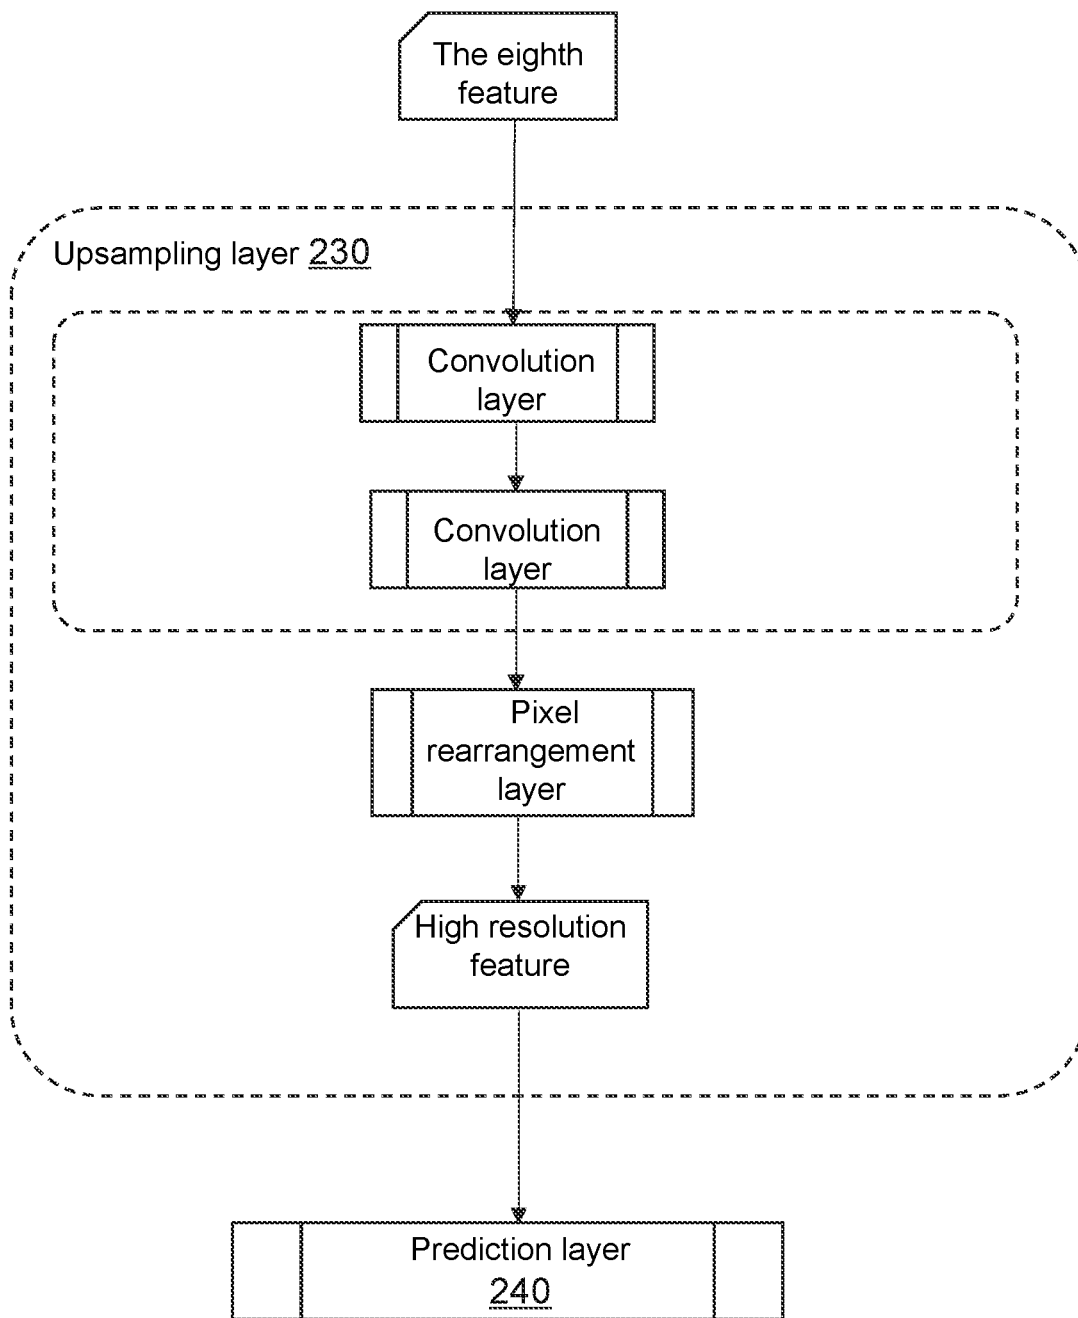 The eighth
feature
Upsampling layer 230
Convolution
layer
Convolution
layer
Pixel
rearrangement
layer
High resolution
feature
Prediction layer
240